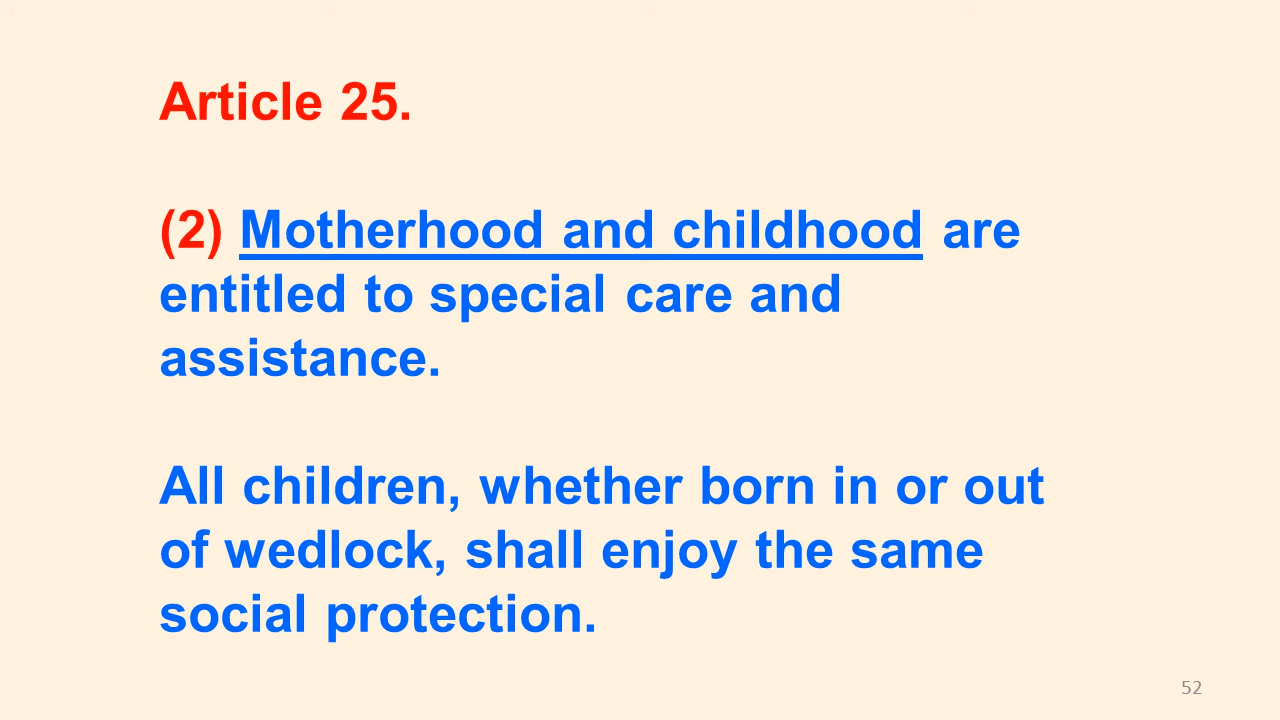 Article 25.
(2) Motherhood and childhood are
entitled to special care and
assistance.
All children, whether born in or out
of wedlock, shall enjoy the same
social protection.
52